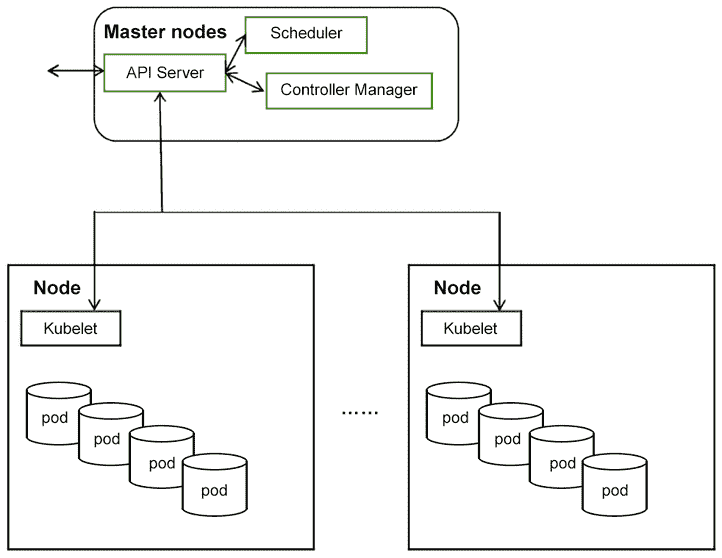 Master nodes
Scheduler
API Server
Controller Manager
Node
Kubelet
pod
pod
pod
pod
......
Node
Kubelet
pod
pod
pod
pod